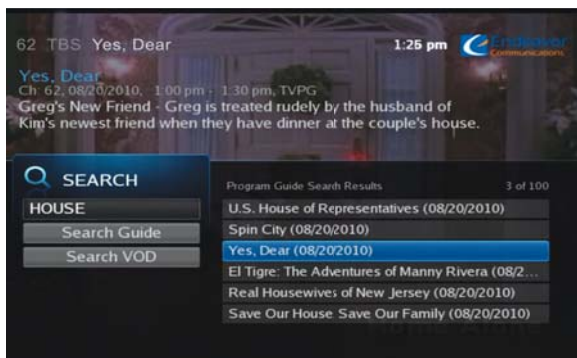 62 TBS Yes, Dear
1:25 pm
Endeavor
Communications
Yes, Dear
Ch: 62, 08/20/2010, 1:00 pm - 1:30 pm, TVPG
Greg's New Friend - Greg is treated rudely by the husband of
Kim's newest friend when they have dinner at the couple's house.
SEARCH
HOUSE
Search Guide
Search VOD
Program Guide Search Results 3 of 100
U.S. House of Representatives (08/20/2010)
Spin City (08/20/2010)
Yes, Dear (08/20/2010)
El Tigre: The Adventures of Manny Rivera (08/2...
Real Housewives of New Jersey (08/20/2010)
Save Our House Save Our Family (08/20/2010)